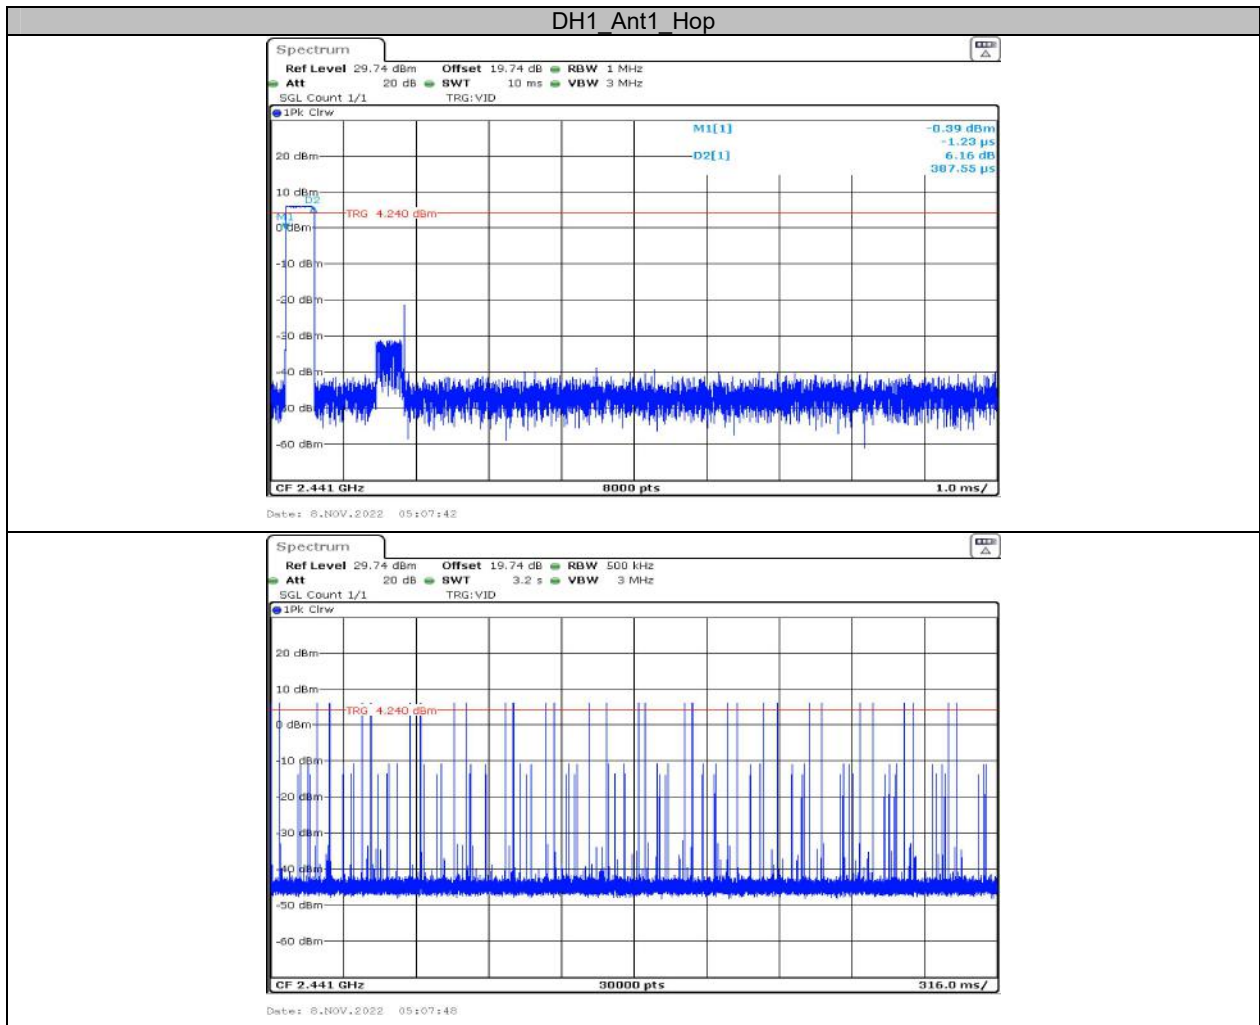 DH1_Ant1_Hop
Spectrum
Ref Level 29.74 dBm Offset 19.74 dB RBW 1 MHz
Att 20 dB SWT 10 ms VBW 3 MHz
SGL Count 1/1 TRG:VID
1Pk Clrw
M1[1] -0.39 dBm
-1.23 µs
D2[1] 6.16 dB
387.55 µs
20 dBm
10 dBm
D2
M1
TRG 4.240 dBm
0 dBm
-10 dBm
-20 dBm
-30 dBm
-40 dBm
-50 dBm
-60 dBm
CF 2.441 GHz 8000 pts 1.0 ms/
Date: 8.NOV.2022 05:07:42
Spectrum
Ref Level 29.74 dBm Offset 19.74 dB RBW 500 kHz
Att 20 dB SWT 3.2 s VBW 3 MHz
SGL Count 1/1 TRG:VID
1Pk Clrw
20 dBm
10 dBm
TRG 4.240 dBm
0 dBm
-10 dBm
-20 dBm
-30 dBm
-40 dBm
-50 dBm
-60 dBm
CF 2.441 GHz 30000 pts 316.0 ms/
Date: 8.NOV.2022 05:07:48